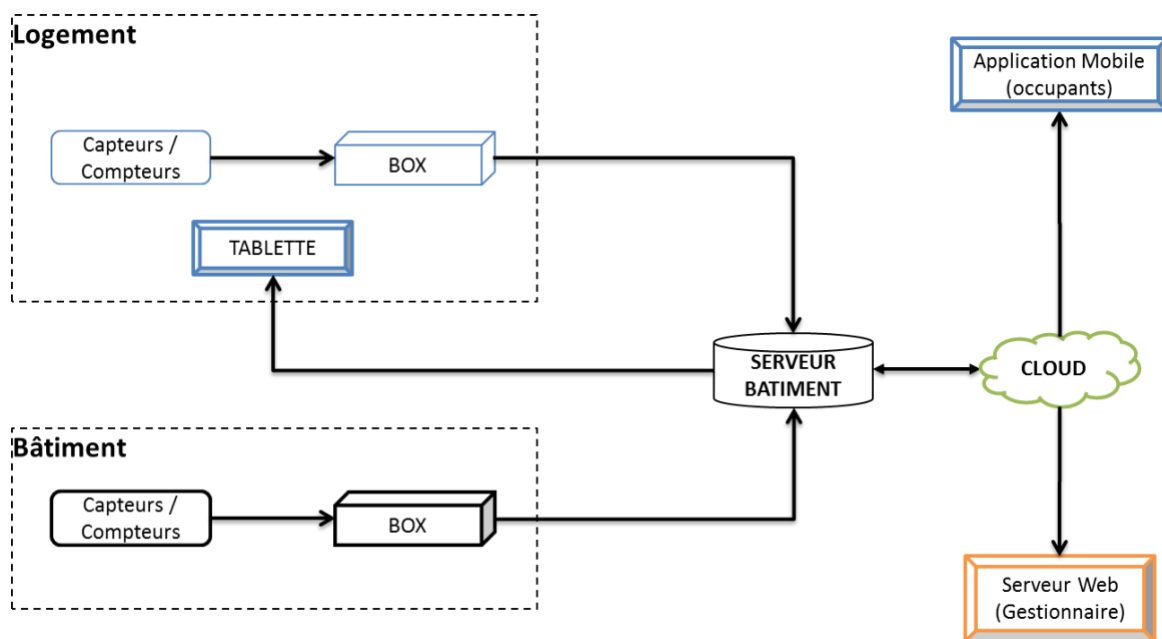 Logement
Capteurs /
Compteurs
BOX
TABLETTE
Application Mobile
(occupants)
SERVEUR
BATIMENT
CLOUD
Bâtiment
Capteurs /
Compteurs
BOX
Serveur Web
(Gestionnaire)